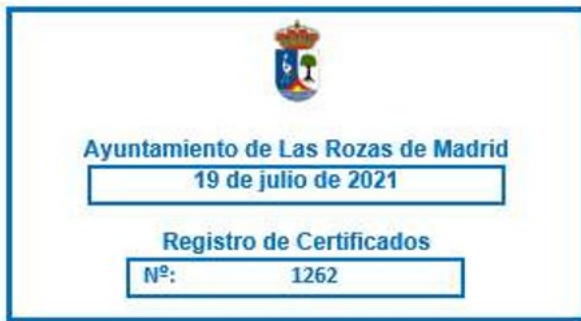 Ayuntamiento de Las Rozas de Madrid
19 de julio de 2021
Registro de Certificados
Nº: 1262